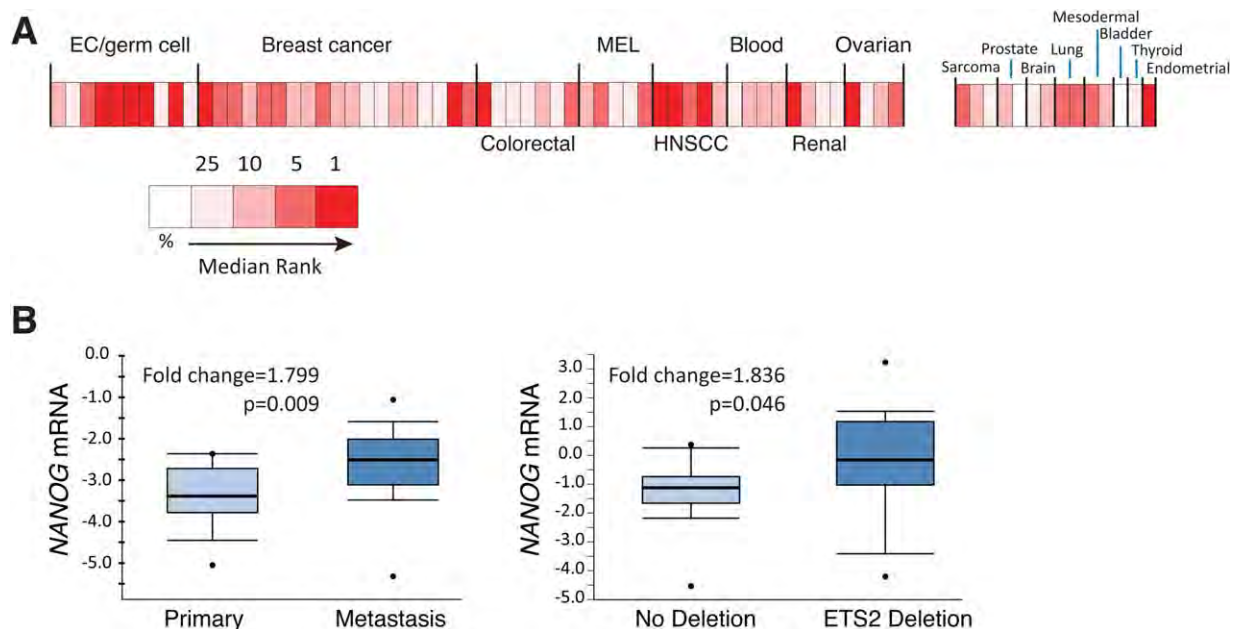 A
EC/germ cell Breast cancer MEL Blood Ovarian
Mesodermal
Bladder
Prostate Lung Thyroid
Sarcoma Brain Endometrial
Colorectal HNSCC Renal
25 10 5 1
%
Median Rank
B
0.0
-1.0
-2.0
-3.0
-4.0
-5.0
NANOG mRNA
Fold change=1.799
p=0.009
Primary Metastasis
3.0
2.0
1.0
0.0
-1.0
-2.0
-3.0
-4.0
-5.0
NANOG mRNA
Fold change=1.836
p=0.046
No Deletion ETS2 Deletion